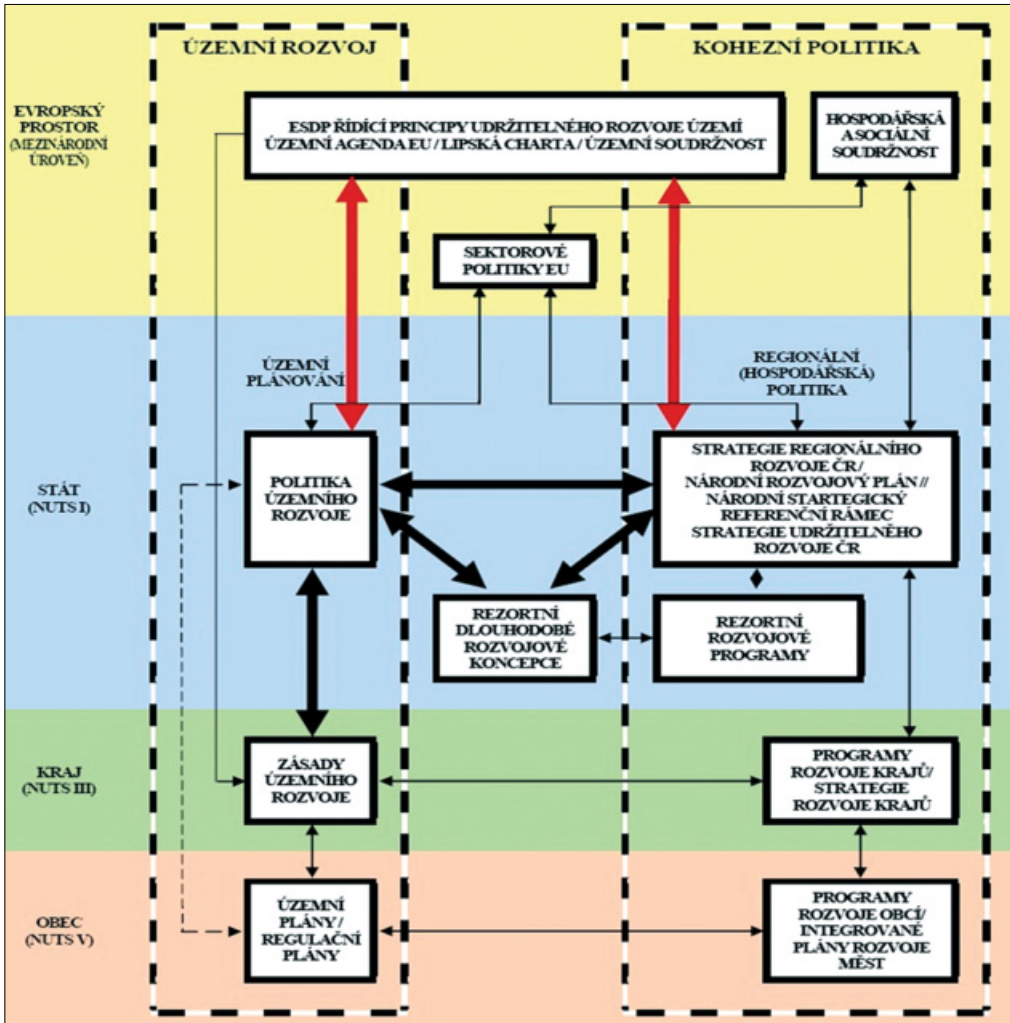 ÚZEMNÍ ROZVOJ
KOHEZNÍ POLITIKA
EVROPSKÝ
PROSTOR
(MEZINÁRODNÍ
ÚROVEŇ)
ESDP ŘÍDÍCÍ PRINCIPY UDRŽITELNÉHO ROZVOJE ÚZEMÍ
ÚZEMNÍ AGENDA EU / LIPSKÁ CHARTA / ÚZEMNÍ SOUDRŽNOST
HOSPODÁŘSKÁ
A SOCIÁLNÍ
SOUDRŽNOST
SEKTOROVÉ
POLITIKY EU
ÚZEMNÍ
PLÁNOVÁNÍ
REGIONÁLNÍ
(HOSPODÁŘSKÁ)
POLITIKA
STÁT
(NUTS I)
POLITIKA
ÚZEMNÍHO
ROZVOJE
STRATEGIE REGIONÁLNÍHO
ROZVOJE ČR/
NÁRODNÍ ROZVOJOVÝ PLÁN //
NÁRODNÍ STARTEGICKÝ
REFERENČNÍ RÁMEC
STRATEGIE UDRŽITELNÉHO
ROZVOJE ČR
REZORTNÍ
DLOUHODOBÉ
ROZVOJOVÉ
KONCEPCE
REZORTNÍ
ROZVOJOVÉ
PROGRAMY
KRAJ
(NUTS III)
ZÁSADY
ÚZEMNÍHO
ROZVOJE
PROGRAMY
ROZVOJE KRAJŮ/
STRATEGIE
ROZVOJE KRAJŮ
OBEC
(NUTS V)
ÚZEMNÍ
PLÁNY /
REGULAČNÍ
PLÁNY
PROGRAMY
ROZVOJE OBCÍ/
INTEGROVANÉ
PLÁNY ROZVOJE
MĚST